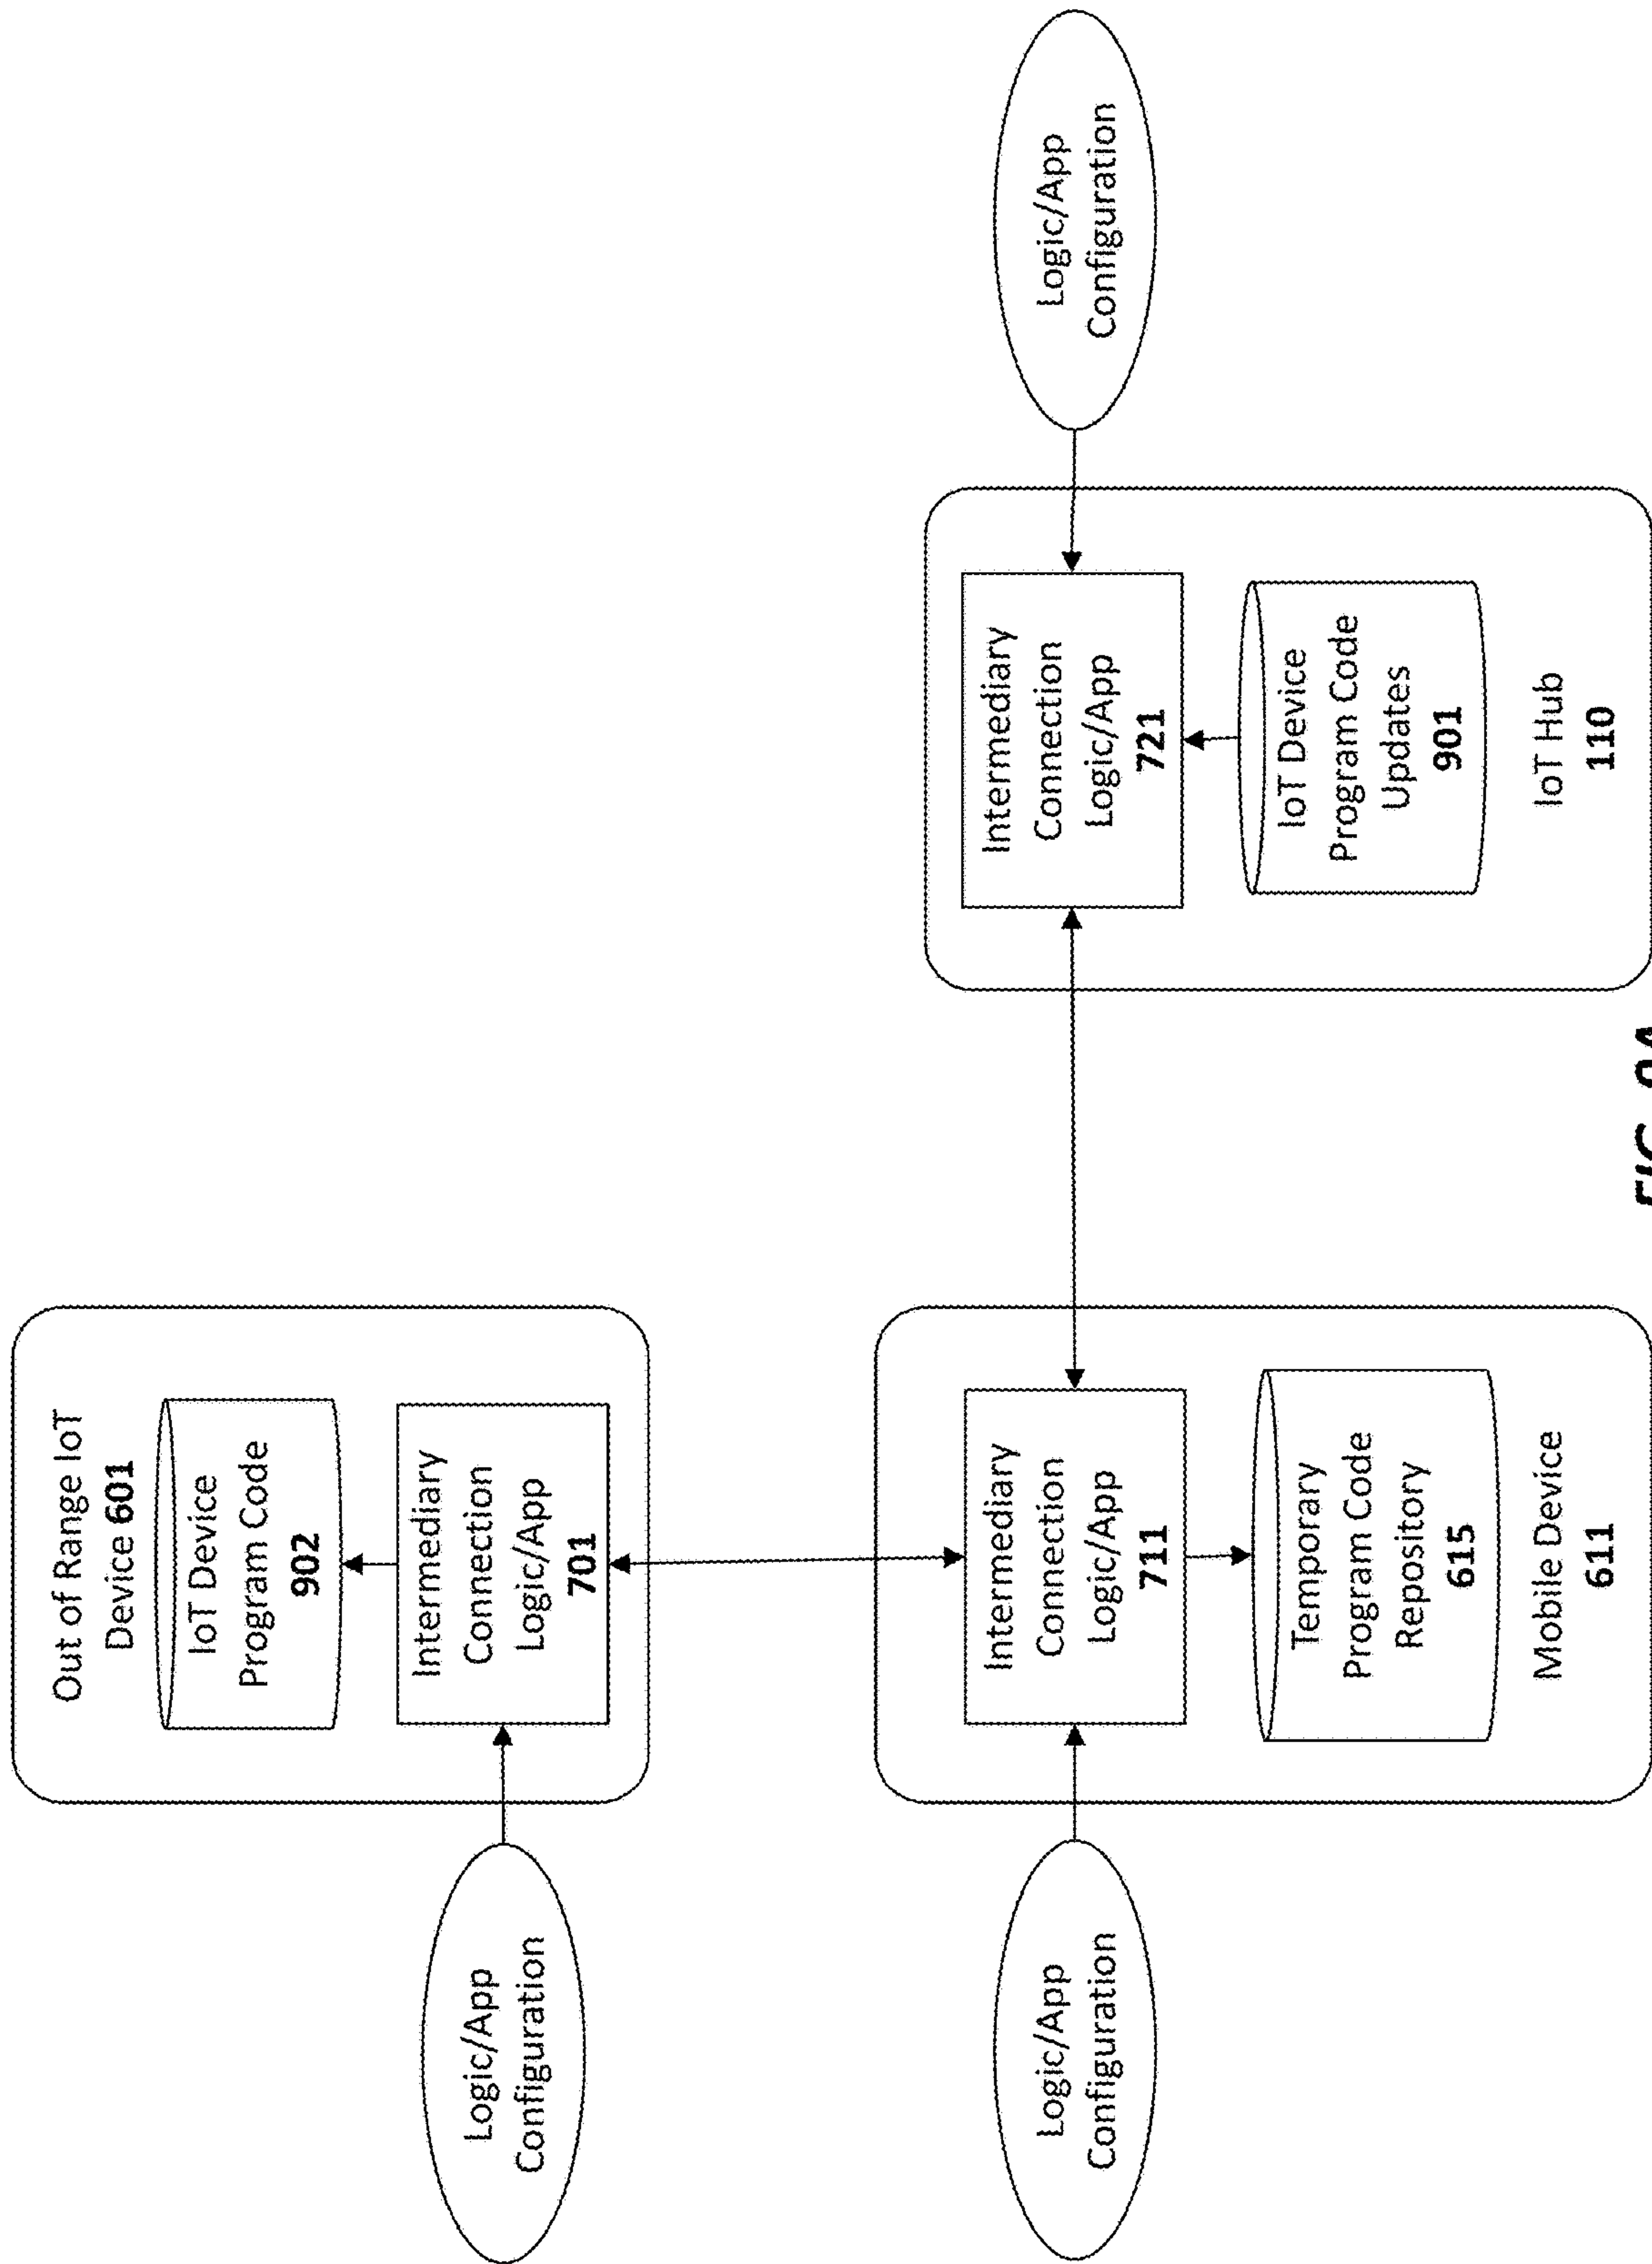 Out of Range IoT
Device 601
IoT Device
Program Code
902
Logic/App
Configuration
Intermediary
Connection
Logic/App
701
Logic/App
Configuration
Intermediary
Connection
Logic/App
711
Temporary
Program Code
Repository
615
Mobile Device
611
Intermediary
Connection
Logic/App
721
Logic/App
Configuration
IoT Device
Program Code
Updates
901
IoT Hub
110
FIG. 9A